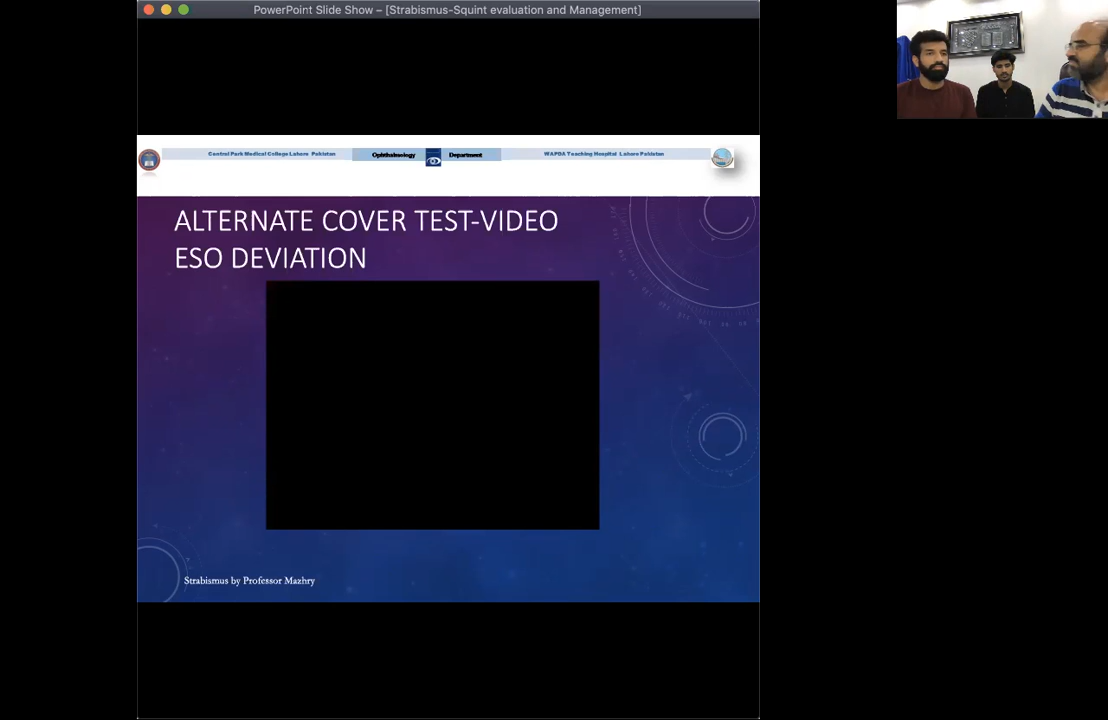 PowerPoint Slide Show – [Strabismus-Squint evaluation and Management]
Central Park Medical College Lahore Pakistan Ophthalmology Department WAPDA Teaching Hospital Lahore Pakistan
ALTERNATE COVER TEST-VIDEO
ESO DEVIATION
Strabismus by Professor Mazhry